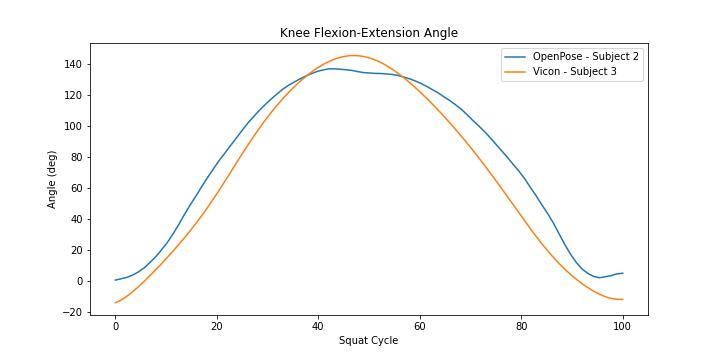 Knee Flexion-Extension Angle
OpenPose - Subject 2
Vicon - Subject 3
Angle (deg)
140
120
100
80
60
40
20
0
−20
0 20 40 60 80 100
Squat Cycle